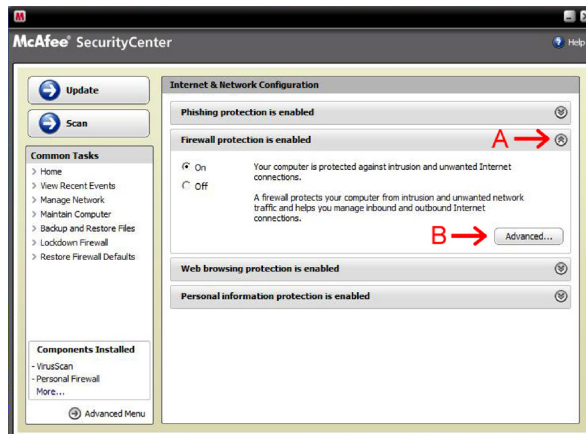 M
McAfee® SecurityCenter
? Help
Update
Scan
Common Tasks
> Home
> View Recent Events
> Manage Network
> Maintain Computer
> Backup and Restore Files
> Lockdown Firewall
> Restore Firewall Defaults
Components Installed
- VirusScan
- Personal Firewall
More...
Advanced Menu
Internet & Network Configuration
Phishing protection is enabled
Firewall protection is enabled
A
On
Off
Your computer is protected against intrusion and unwanted Internet
connections.
A firewall protects your computer from intrusion and unwanted network
traffic and helps you manage inbound and outbound Internet
connections.
B
Advanced...
Web browsing protection is enabled
Personal information protection is enabled